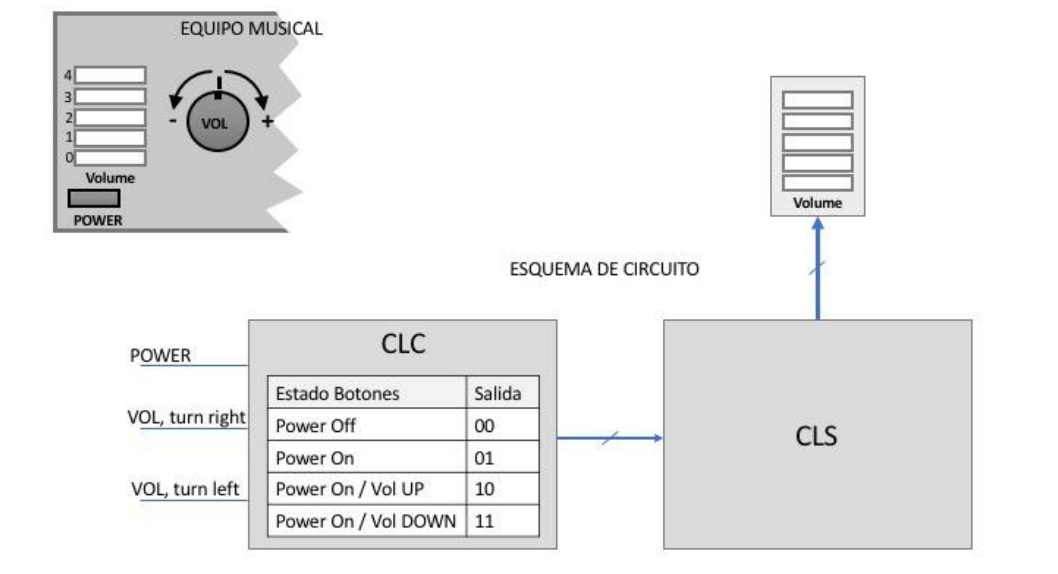 EQUIPO MUSICAL
4
3
2
1
0
- VOL +
Volume
POWER
Volume
ESQUEMA DE CIRCUITO
CLC
POWER
Estado Botones Salida
VOL, turn right
Power Off 00
Power On 01
VOL, turn left
Power On / Vol UP 10
Power On / Vol DOWN 11
CLS